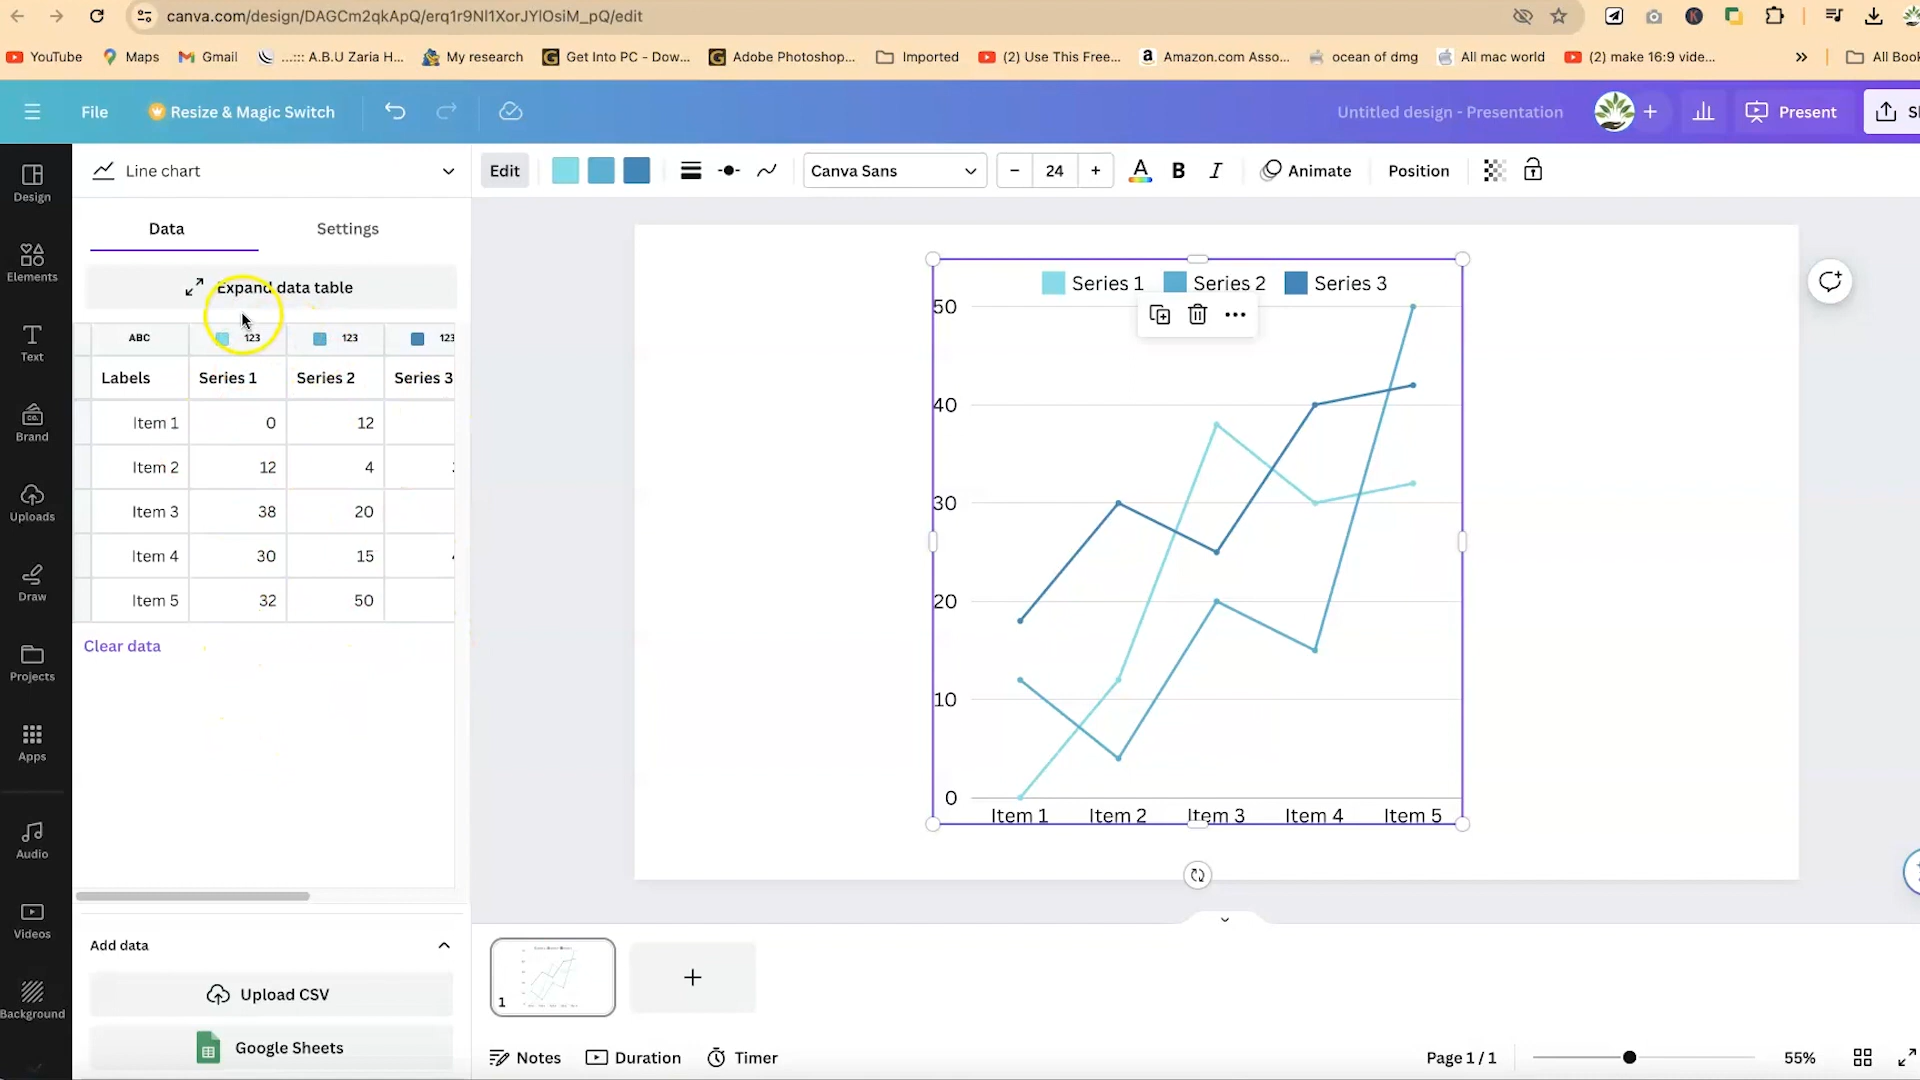 canva.com/design/DAGCm2qkApQ/erq1r9Nl1XorJYlOsiM_pQ/edit
YouTube Maps Gmail ...::: A.B.U Zaria H... My research Get Into PC - Dow... Adobe Photoshop... Imported (2) Use This Free... Amazon.com Asso... ocean of dmg All mac world (2) make 16:9 vide... » All Book
File Resize & Magic Switch Untitled design - Presentation Present
Line chart Edit Canva Sans 24 A B I Animate Position
Design
Data Settings
Elements
Expand data table
Text
ABC 123 123 123
Labels Series 1 Series 2 Series 3
Brand
Item 1 0 12
Item 2 12 4
Uploads
Item 3 38 20
Item 4 30 15
Draw
Item 5 32 50
Clear data
Projects
Apps
Audio
Videos
Background
Add data
Upload CSV
Google Sheets
Series 1 Series 2 Series 3
50
40
30
20
10
0
Item 1 Item 2 Item 3 Item 4 Item 5
1
Notes Duration Timer Page 1 / 1 55%